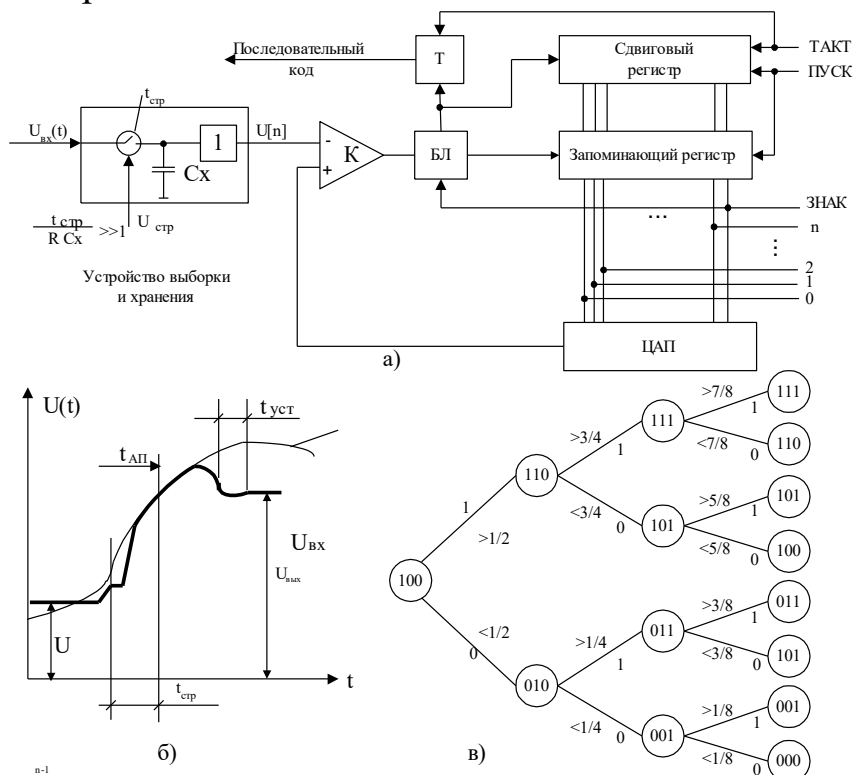 ТАКТ
ПУСК
Последовательный
код
Т
Сдвиговый
регистр
t стр
Uвх(t)
1
U[n]
Cx
-
+
К
БЛ
Запоминающий регистр
t стр
R Cx
>>1
U стр
ЗНАК
...
n
...
2
1
0
Устройство выборки
и хранения
ЦАП
а)
U(t)
t уст
t АП
Uвх
Uвых
U
t
t стр
б)
100
1
>1/2
<1/2
0
110
010
>3/4
1
<3/4
0
>1/4
1
<1/4
0
111
101
011
001
>7/8
1
<7/8
0
>5/8
1
<5/8
0
>3/8
1
<3/8
0
>1/8
1
<1/8
0
111
110
101
100
011
101
001
000
в)
n-1